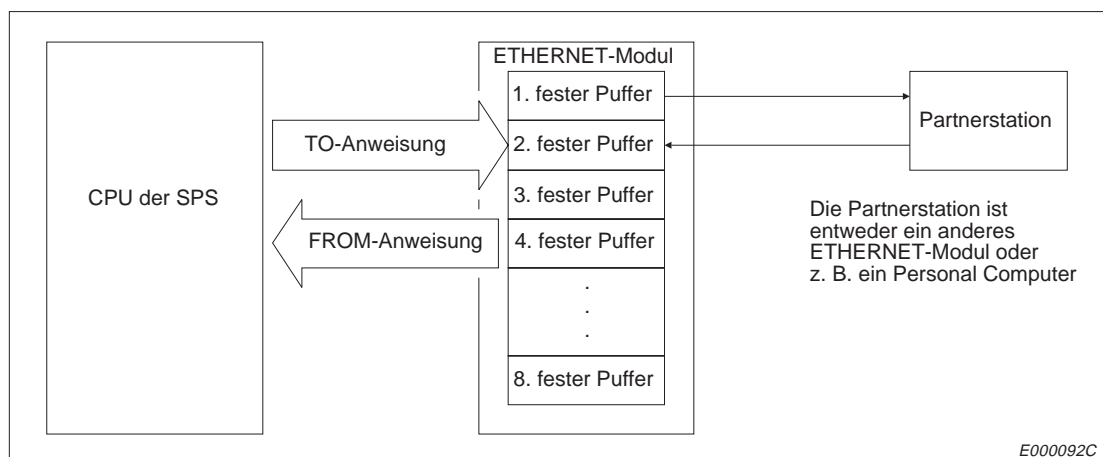 ETHERNET-Modul
1. fester Puffer
2. fester Puffer
3. fester Puffer
4. fester Puffer
.
.
.
8. fester Puffer
CPU der SPS
TO-Anweisung
FROM-Anweisung
Partnerstation
Die Partnerstation ist
entweder ein anderes
ETHERNET-Modul oder
z. B. ein Personal Computer
E000092C